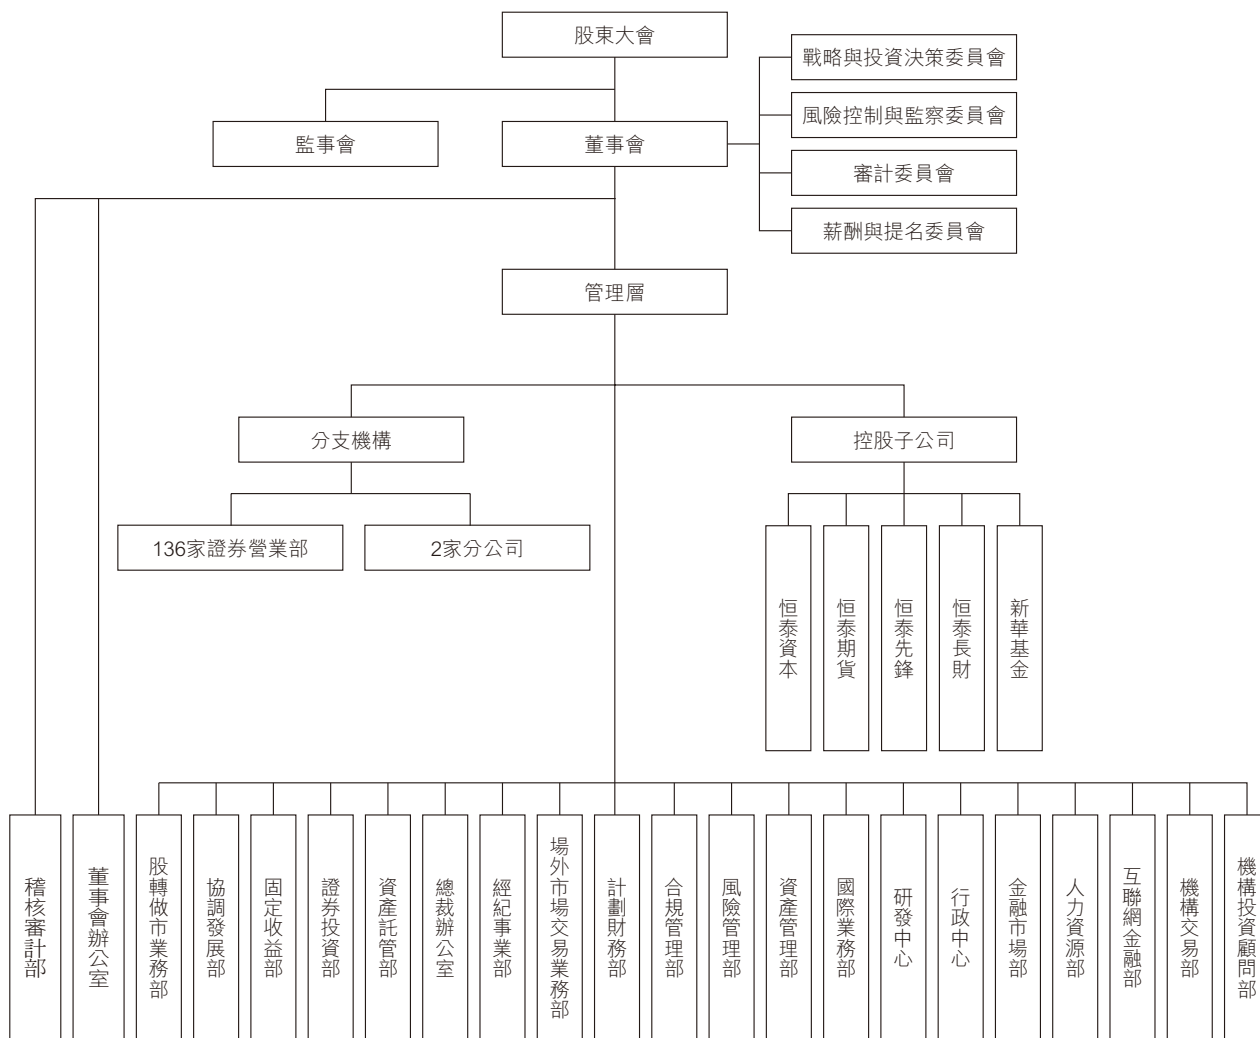 股東大會
戰略與投資決策委員會
風險控制與監察委員會
監事會
董事會
審計委員會
薪酬與提名委員會
管理層
分支機構
控股子公司
136家證券營業部
2家分公司
恒泰資本
恒泰期貨
恒泰先鋒
恒泰長財
新華基金
稽核審計部
董事會辦公室
股轉做市業務部
協調發展部
固定收益部
證券投資部
資產託管部
總裁辦公室
經紀事業部
場外市場交易業務部
計劃財務部
合規管理部
風險管理部
資產管理部
國際業務部
研發中心
行政中心
金融市場部
人力資源部
互聯網金融部
機構交易部
機構投資顧問部